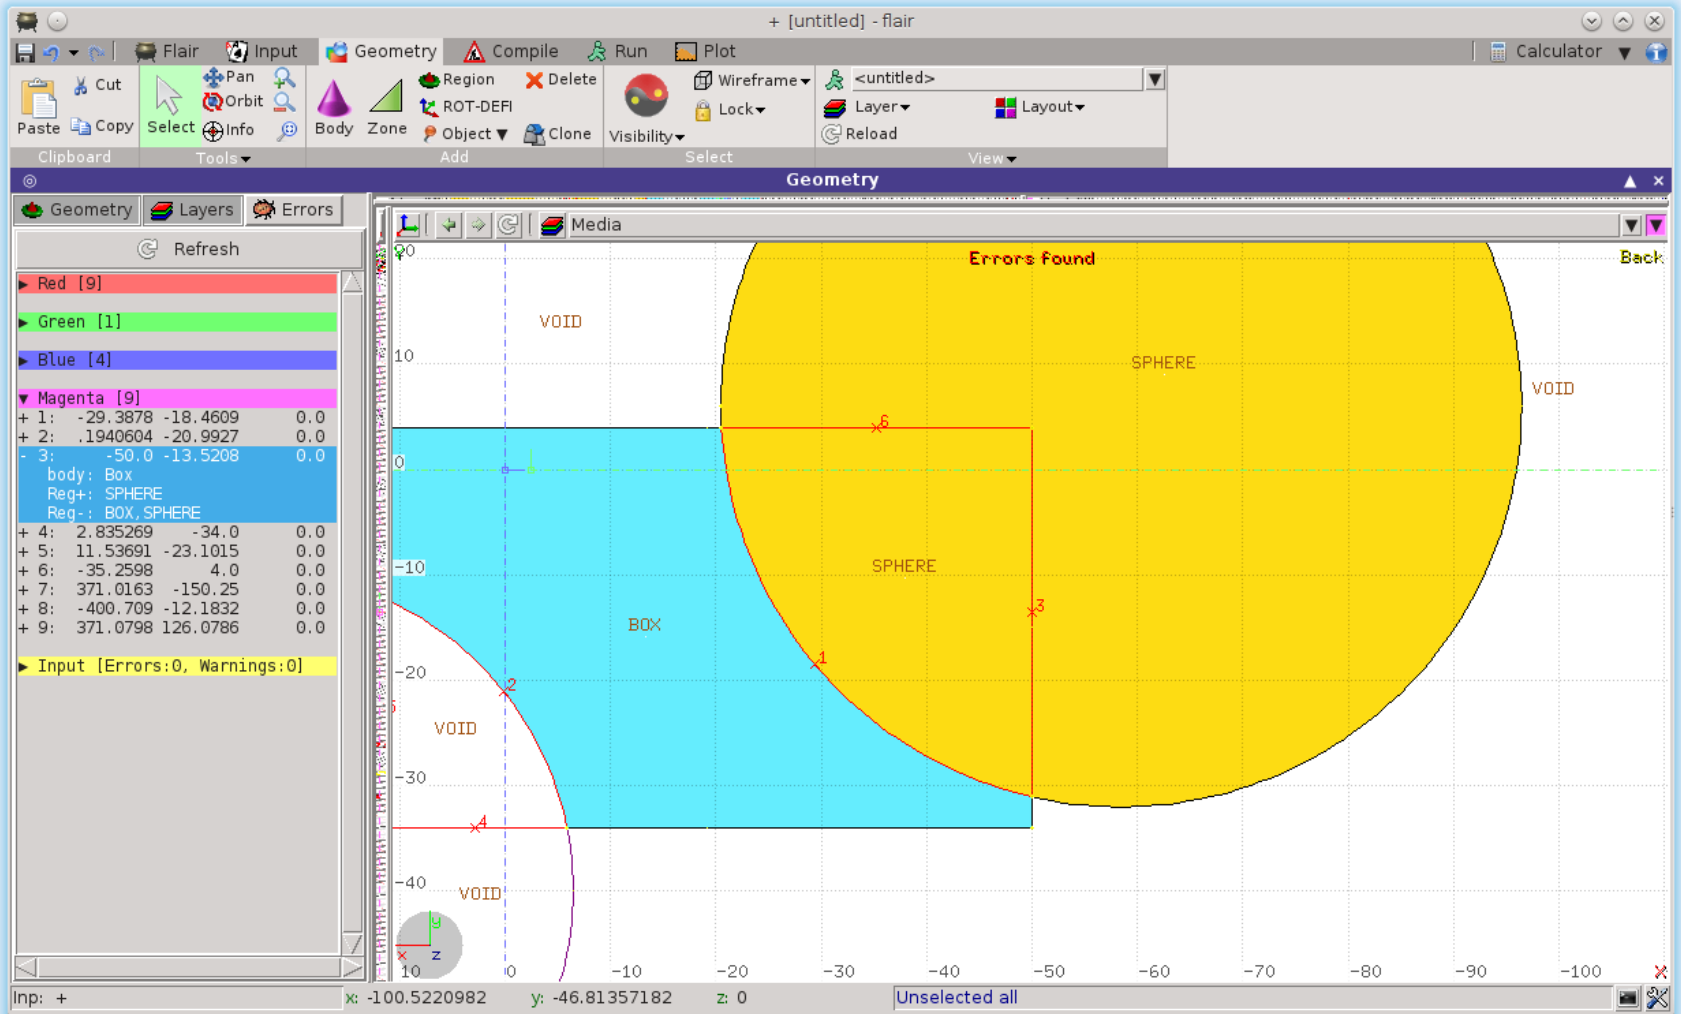 + [untitled] - flair
Flair Input Geometry Compile Run Plot Calculator
Paste Cut Copy
Clipboard
Select Pan Orbit Info
Tools
Body Zone Region ROT-DEFI Object Delete Clone
Add
Visibility Wireframe Lock
Select
<untitled>
Layer Layout
Reload
View
Geometry
Geometry Layers Errors
Refresh
Red [9]
Green [1]
Blue [4]
Magenta [9]
+ 1: -29.3878 -18.4609 0.0
+ 2: .1940604 -20.9927 0.0
- 3: -50.0 -13.5208 0.0
body: Box
Reg+: SPHERE
Reg-: BOX,SPHERE
+ 4: 2.835269 -34.0 0.0
+ 5: 11.53691 -23.1015 0.0
+ 6: -35.2598 4.0 0.0
+ 7: 371.0163 -150.25 0.0
+ 8: -400.709 -12.1832 0.0
+ 9: 371.0798 126.0786 0.0
Input [Errors:0, Warnings:0]
Media
Errors found
Back
VOID
10
SPHERE
VOID
6
0
-10
SPHERE
3
BOX
1
-20
2
VOID
-30
4
-40
VOID
y
x z
10 0 -10 -20 -30 -40 -50 -60 -70 -80 -90 -100 x
Inp: + x: -100.5220982 y: -46.81357182 z: 0 Unselected all